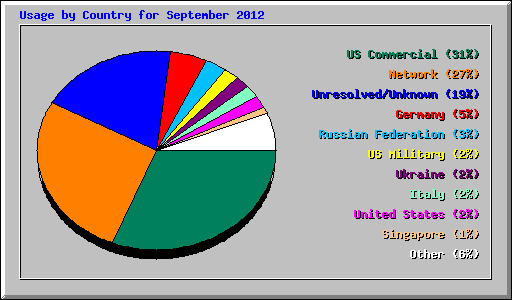 Usage by Country for September 2012
US Commercial (31%)
Network (27%)
Unresolved/Unknown (19%)
Germany (5%)
Russian Federation (3%)
US Military (2%)
Ukraine (2%)
Italy (2%)
United States (2%)
Singapore (1%)
Other (6%)